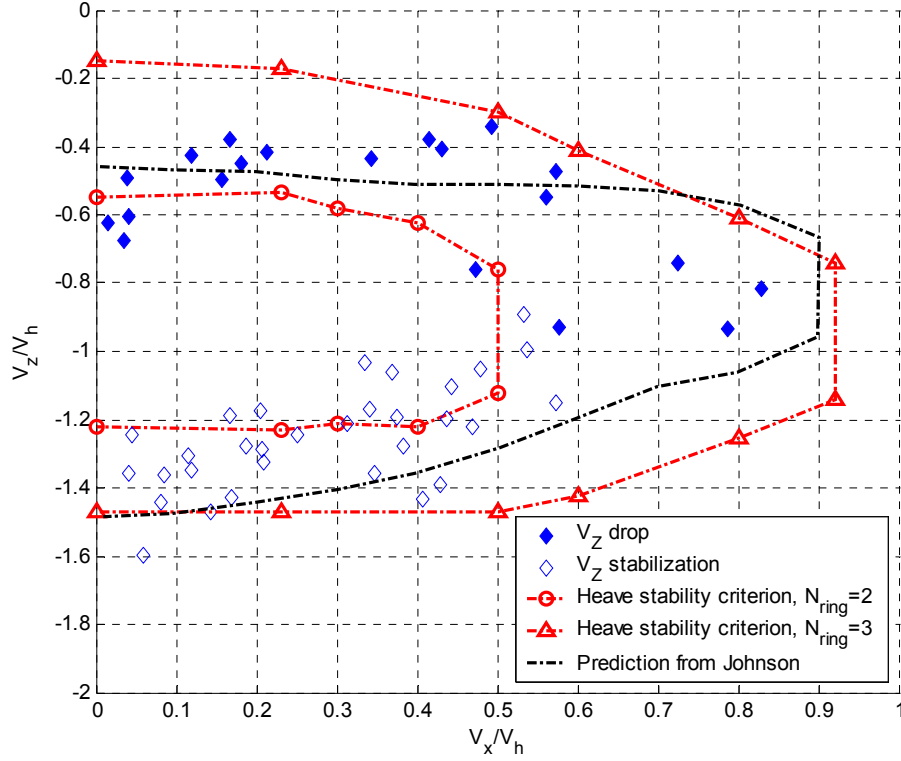 0
-0.2
-0.4
-0.6
-0.8
-1
-1.2
-1.4
-1.6
-1.8
-2
V_z/V_h
0 0.1 0.2 0.3 0.4 0.5 0.6 0.7 0.8 0.9 1
V_x/V_h
V_Z drop
V_Z stabilization
Heave stability criterion, N_ring=2
Heave stability criterion, N_ring=3
Prediction from Johnson